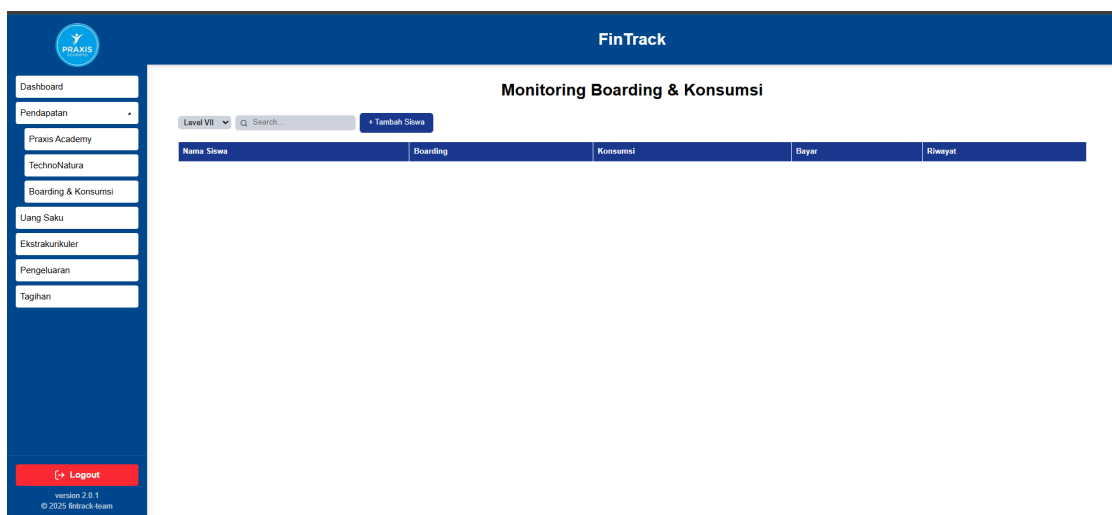 PRAXIS
ACADEMY
FinTrack
Dashboard
Pendapatan
Praxis Academy
TechnoNatura
Boarding & Konsumsi
Uang Saku
Ekstrakurikuler
Pengeluaran
Tagihan
Logout
version 2.0.1
© 2025 fintrack-team
Monitoring Boarding & Konsumsi
Level VII Search... + Tambah Siswa
Nama Siswa Boarding Konsumsi Bayar Riwayat